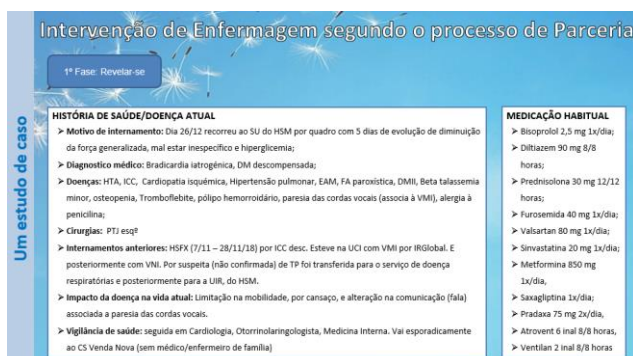 Intervenção de Enfermagem segundo o processo de Parceria
1ª Fase: Revelar-se
Um estudo de caso
HISTÓRIA DE SAÚDE/DOENÇA ATUAL
➢ Motivo de internamento: Dia 26/12 recorreu ao SU do HSM por quadro com 5 dias de evolução de diminuição
da força generalizada, mal estar inespecífico e hiperglicemia;
➢ Diagnostico médico: Bradicardia iatrogénica, DM descompensada;
➢ Doenças: HTA, ICC, Cardiopatia isquémica, Hipertensão pulmonar, EAM, FA paroxística, DMII, Beta talassemia
minor, osteopenia, Tromboflebite, pólipo hemorroidário, paresia das cordas vocais (associa à VMI), alergia à
penicilina;
➢ Cirurgias: PTJ esqª
➢ Internamentos anteriores: HSFX (7/11 – 28/11/18) por ICC desc. Esteve na UCI com VMI por IRGlobal. E
posteriormente com VNI. Por suspeita (não confirmada) de TP foi transferida para o serviço de doença
respiratórias e posteriormente para a UIR, do HSM.
➢ Impacto da doença na vida atual: Limitação na mobilidade, por cansaço, e alteração na comunicação (fala)
associada a paresia das cordas vocais.
➢ Vigilância de saúde: seguida em Cardiologia, Otorrinolaringologista, Medicina Interna. Vai esporadicamente
ao CS Venda Nova (sem médico/enfermeiro de família)
MEDICAÇÃO HABITUAL
➢ Bisoprolol 2,5 mg 1x/dia;
➢ Diltiazem 90 mg 8/8
horas;
➢ Prednisolona 30 mg 12/12
horas;
➢ Furosemida 40 mg 1x/dia;
➢ Valsartan 80 mg 1x/dia;
➢ Sinvastatina 20 mg 1x/dia;
➢ Metformina 850 mg
1x/dia,
➢ Saxagliptina 1x/dia;
➢ Pradaxa 75 mg 2x/dia,
➢ Atrovent 6 inal 8/8 horas,
➢ Ventilan 2 inal 8/8 horas